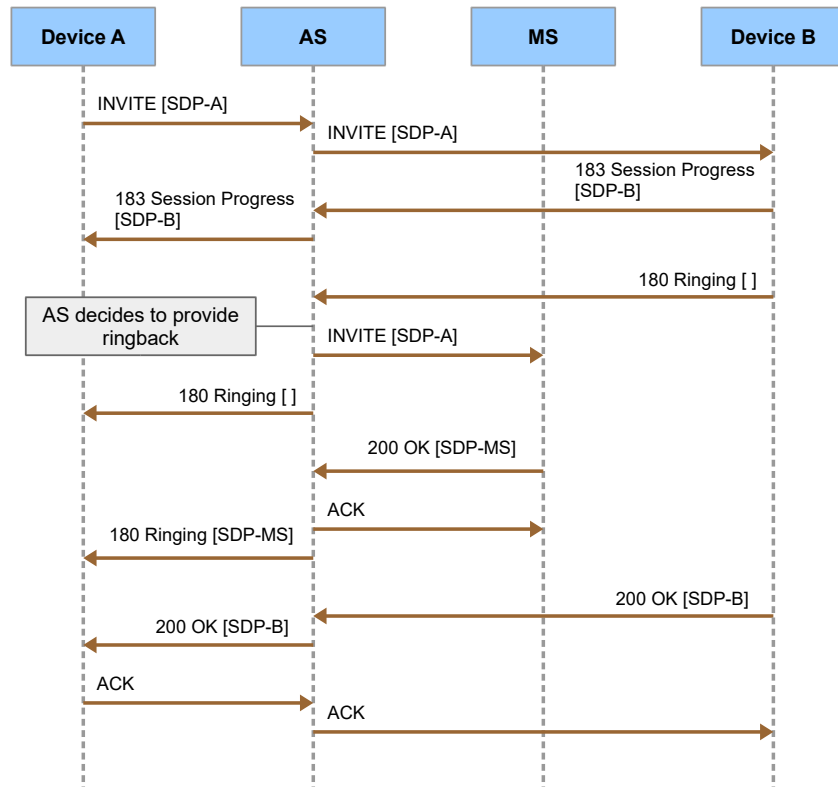 Device A
AS
MS
Device B
INVITE [SDP-A]
INVITE [SDP-A]
183 Session Progress
[SDP-B]
183 Session Progress
[SDP-B]
180 Ringing [ ]
AS decides to provide
ringback
INVITE [SDP-A]
180 Ringing [ ]
200 OK [SDP-MS]
ACK
180 Ringing [SDP-MS]
200 OK [SDP-B]
200 OK [SDP-B]
ACK
ACK